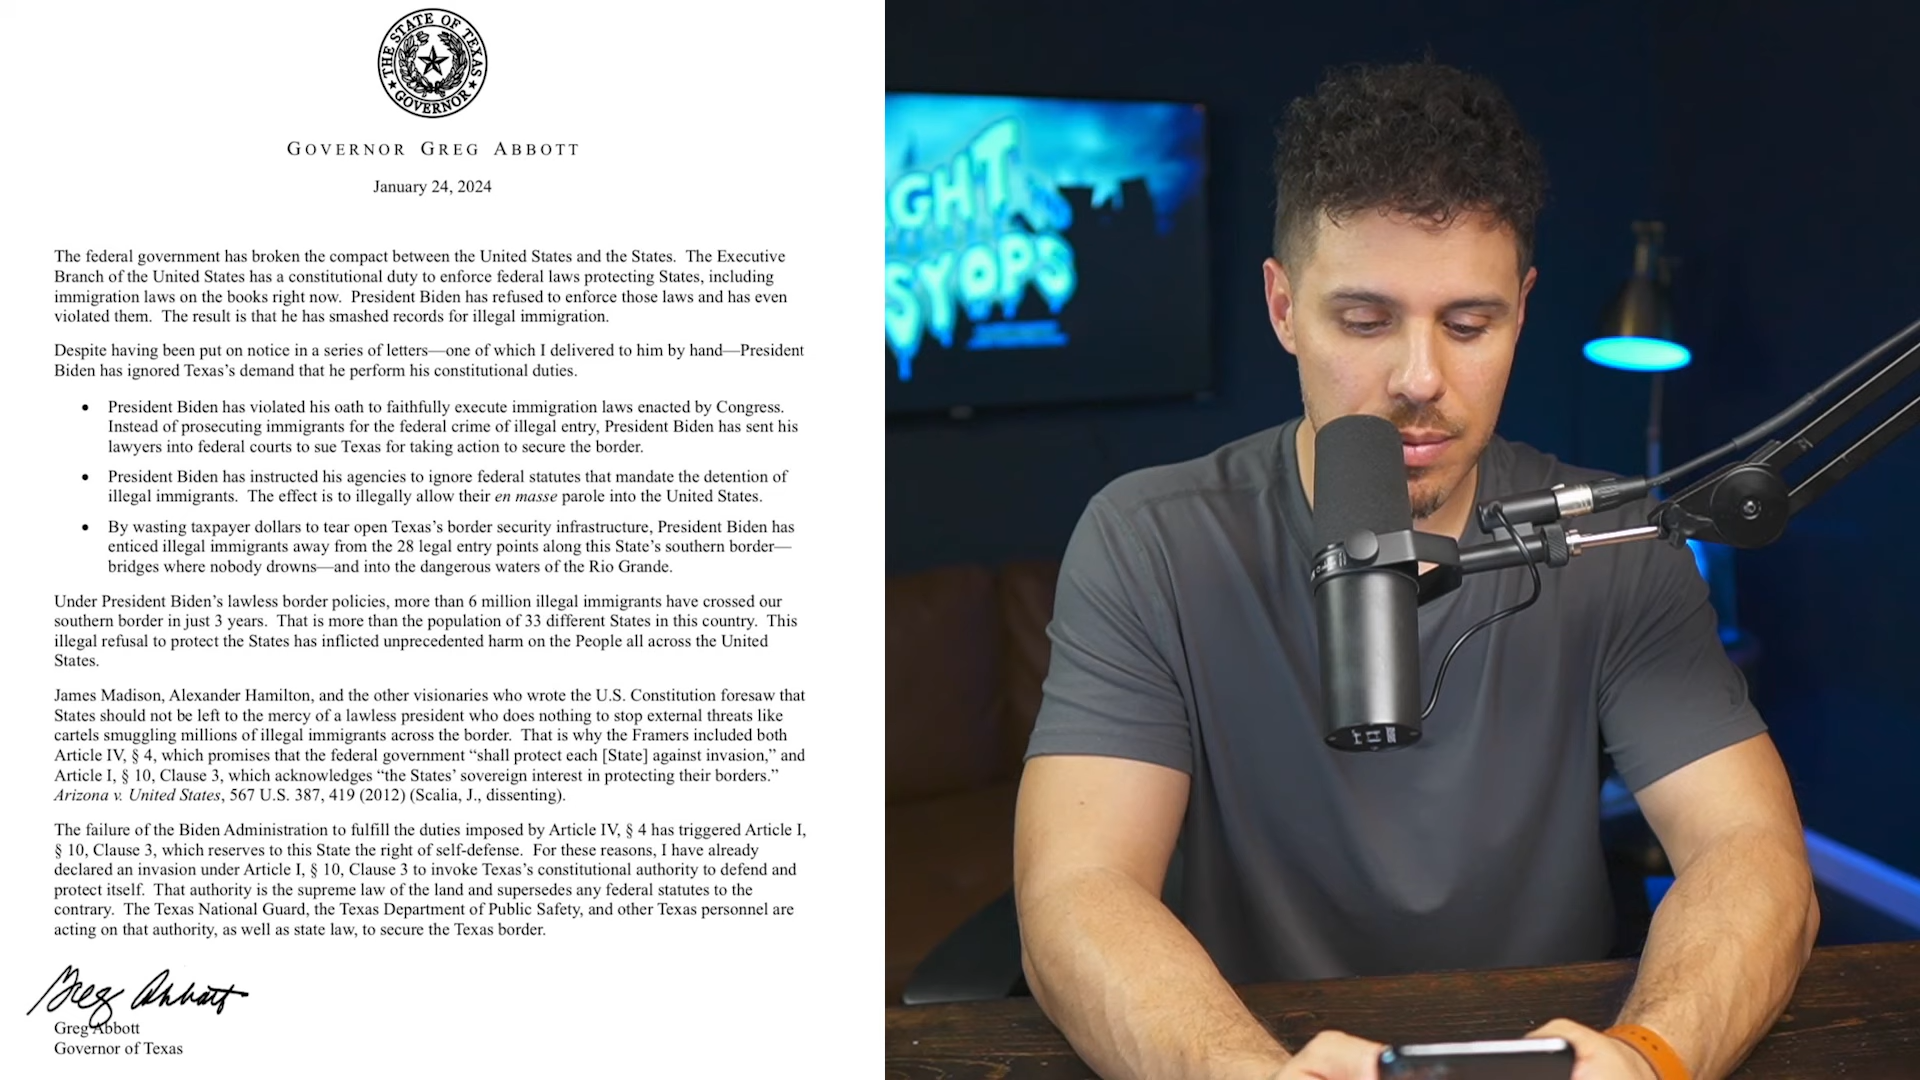 THE STATE OF TEXAS
GOVERNOR
GOVERNOR GREG ABBOTT
January 24, 2024
The federal government has broken the compact between the United States and the States. The Executive
Branch of the United States has a constitutional duty to enforce federal laws protecting States, including
immigration laws on the books right now. President Biden has refused to enforce those laws and has even
violated them. The result is that he has smashed records for illegal immigration.
Despite having been put on notice in a series of letters—one of which I delivered to him by hand—President
Biden has ignored Texas's demand that he perform his constitutional duties.
• President Biden has violated his oath to faithfully execute immigration laws enacted by Congress.
Instead of prosecuting immigrants for the federal crime of illegal entry, President Biden has sent his
lawyers into federal courts to sue Texas for taking action to secure the border.
• President Biden has instructed his agencies to ignore federal statutes that mandate the detention of
illegal immigrants. The effect is to illegally allow their en masse parole into the United States.
• By wasting taxpayer dollars to tear open Texas's border security infrastructure, President Biden has
enticed illegal immigrants away from the 28 legal entry points along this State's southern border—
bridges where nobody drowns—and into the dangerous waters of the Rio Grande.
Under President Biden's lawless border policies, more than 6 million illegal immigrants have crossed our
southern border in just 3 years. That is more than the population of 33 different States in this country. This
illegal refusal to protect the States has inflicted unprecedented harm on the People all across the United
States.
James Madison, Alexander Hamilton, and the other visionaries who wrote the U.S. Constitution foresaw that
States should not be left to the mercy of a lawless president who does nothing to stop external threats like
cartels smuggling millions of illegal immigrants across the border. That is why the Framers included both
Article IV, § 4, which promises that the federal government "shall protect each [State] against invasion," and
Article I, § 10, Clause 3, which acknowledges "the States' sovereign interest in protecting their borders."
Arizona v. United States, 567 U.S. 387, 419 (2012) (Scalia, J., dissenting).
The failure of the Biden Administration to fulfill the duties imposed by Article IV, § 4 has triggered Article I,
§ 10, Clause 3, which reserves to this State the right of self-defense. For these reasons, I have already
declared an invasion under Article I, § 10, Clause 3 to invoke Texas's constitutional authority to defend and
protect itself. That authority is the supreme law of the land and supersedes any federal statutes to the
contrary. The Texas National Guard, the Texas Department of Public Safety, and other Texas personnel are
acting on that authority, as well as state law, to secure the Texas border.
Greg Abbott
Greg Abbott
Governor of Texas
GHT
SYOPS